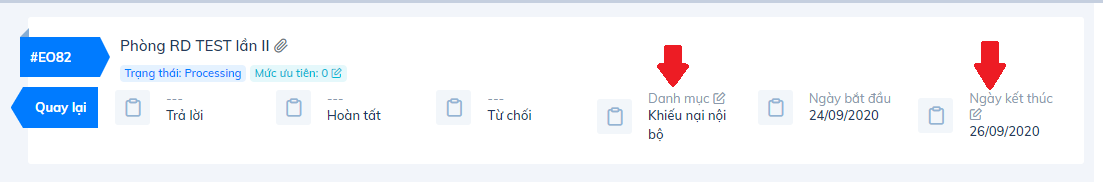 #EO82
Phòng RD TEST lần II
Trạng thái: Processing
Mức ưu tiên: 0
Quay lại
---
Trả lời
---
Hoàn tất
---
Từ chối
Danh mục
Khiếu nại nội
bộ
Ngày bắt đầu
24/09/2020
Ngày kết thúc
26/09/2020